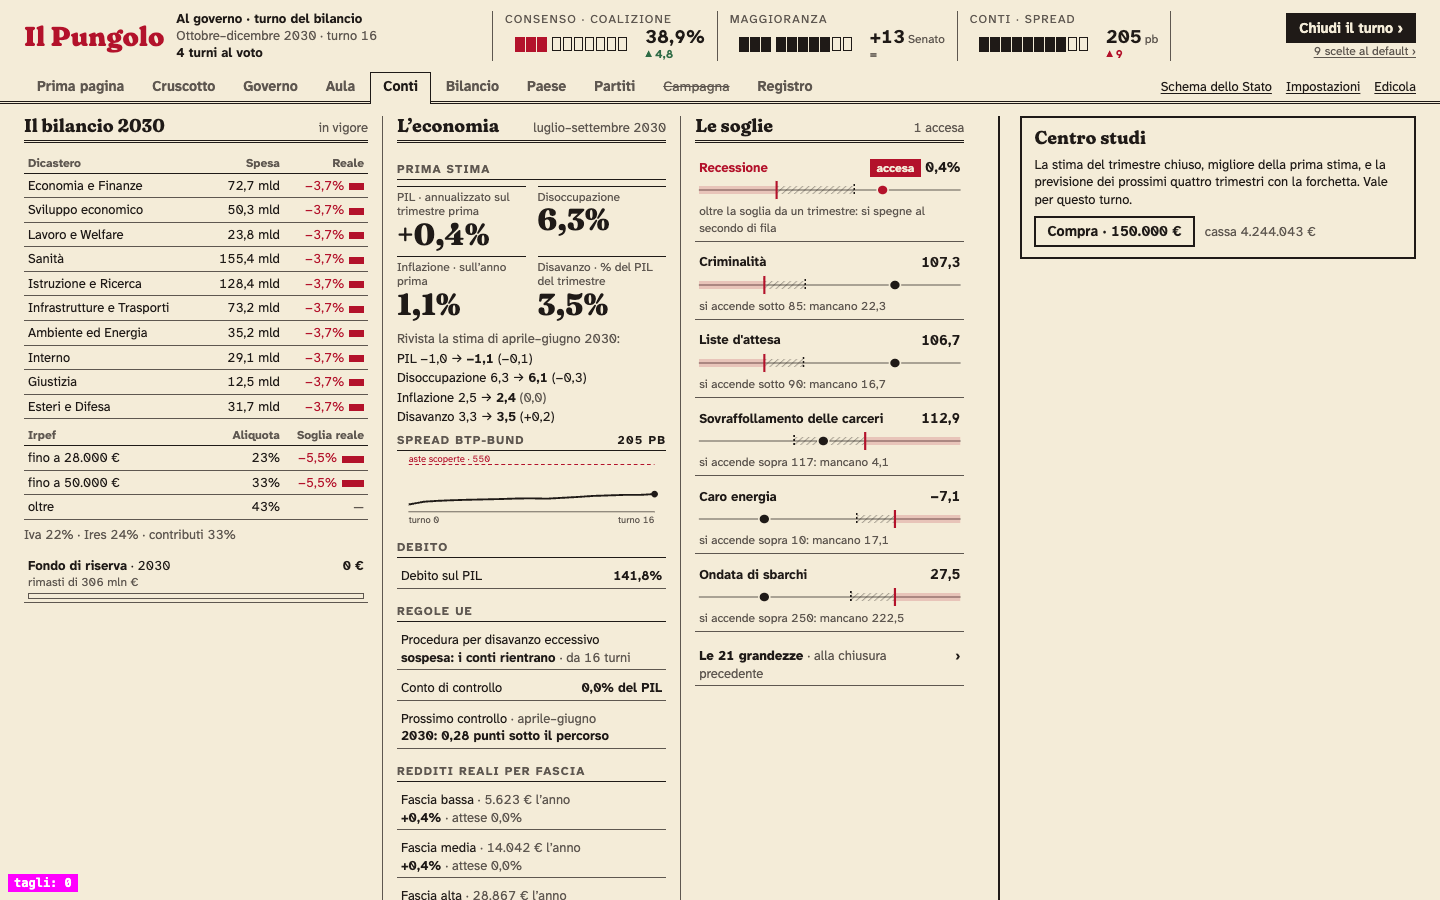 Il Pungolo
Al governo · turno del bilancio
Ottobre–dicembre 2030 · turno 16
4 turni al voto
CONSENSO · COALIZIONE
38,9%
▲4,8
MAGGIORANZA
+13 Senato
=
CONTI · SPREAD
205 pb
▲9
Chiudi il turno ›
9 scelte al default ›
Prima pagina
Cruscotto
Governo
Aula
Conti
Bilancio
Paese
Partiti
Campagna
Registro
Schema dello Stato
Impostazioni
Edicola
Il bilancio 2030
in vigore
Dicastero Spesa Reale
Economia e Finanze 72,7 mld −3,7%
Sviluppo economico 50,3 mld −3,7%
Lavoro e Welfare 23,8 mld −3,7%
Sanità 155,4 mld −3,7%
Istruzione e Ricerca 128,4 mld −3,7%
Infrastrutture e Trasporti 73,2 mld −3,7%
Ambiente ed Energia 35,2 mld −3,7%
Interno 29,1 mld −3,7%
Giustizia 12,5 mld −3,7%
Esteri e Difesa 31,7 mld −3,7%
Irpef Aliquota Soglia reale
fino a 28.000 € 23% −5,5%
fino a 50.000 € 33% −5,5%
oltre 43% —
Iva 22% · Ires 24% · contributi 33%
Fondo di riserva · 2030 0 €
rimasti di 306 mln €
L'economia
luglio–settembre 2030
PRIMA STIMA
PIL · annualizzato sul
trimestre prima
+0,4%
Disoccupazione
6,3%
Inflazione · sull'anno
prima
1,1%
Disavanzo · % del PIL
del trimestre
3,5%
Rivista la stima di aprile–giugno 2030:
PIL −1,0 → −1,1 (−0,1)
Disoccupazione 6,3 → 6,1 (−0,3)
Inflazione 2,5 → 2,4 (0,0)
Disavanzo 3,3 → 3,5 (+0,2)
SPREAD BTP-BUND 205 PB
aste scoperte · 550
turno 0 turno 16
DEBITO
Debito sul PIL 141,8%
REGOLE UE
Procedura per disavanzo eccessivo
sospesa: i conti rientrano · da 16 turni
Conto di controllo 0,0% del PIL
Prossimo controllo · aprile–giugno
2030: 0,28 punti sotto il percorso
REDDITI REALI PER FASCIA
Fascia bassa · 5.623 € l'anno
+0,4% · attese 0,0%
Fascia media · 14.042 € l'anno
+0,4% · attese 0,0%
Fascia alta · 28.867 € l'anno
Le soglie
1 accesa
Recessione accesa 0,4%
oltre la soglia da un trimestre: si spegne al
secondo di fila
Criminalità 107,3
si accende sotto 85: mancano 22,3
Liste d'attesa 106,7
si accende sotto 90: mancano 16,7
Sovraffollamento delle carceri 112,9
si accende sopra 117: mancano 4,1
Caro energia −7,1
si accende sopra 10: mancano 17,1
Ondata di sbarchi 27,5
si accende sopra 250: mancano 222,5
Le 21 grandezze · alla chiusura ›
precedente
Centro studi
La stima del trimestre chiuso, migliore della prima stima, e la
previsione dei prossimi quattro trimestri con la forchetta. Vale
per questo turno.
Compra · 150.000 €
cassa 4.244.043 €
tagli: 0